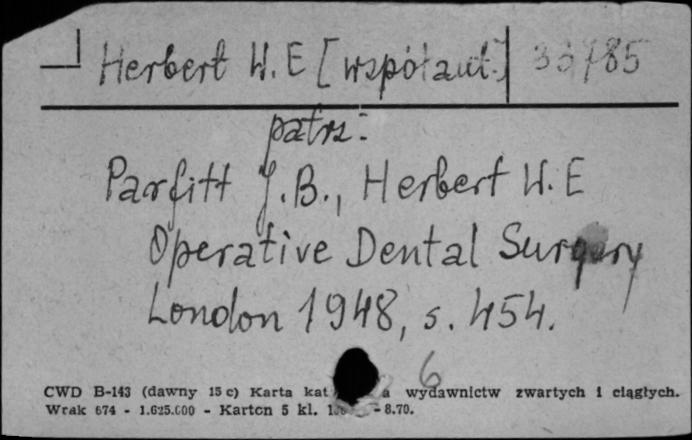 Herbert W. E [współaut.] 33785
patrz:
Parfitt J.B., Herbert W. E
Operative Dental Surgery
London 1948, s. 454.
6
CWD B-143 (dawny 15 c) Karta kat a wydawnictw zwartych i ciągłych.
Wrak 674 - 1.625.000 - Karton 5 kl. - 8.70.